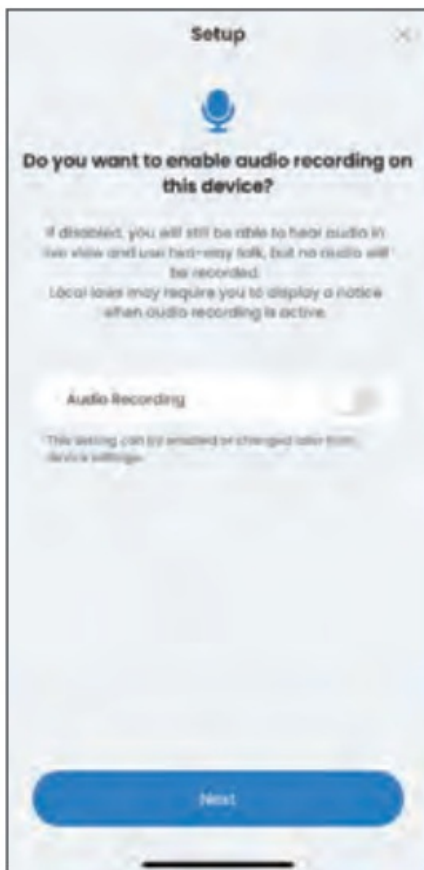 Setup
Do you want to enable audio recording on
this device?
If disabled, you will still be able to hear audio in
live view and use two-way talk, but no audio will
be recorded.
Local laws may require you to display a notice
when audio recording is active.
Audio Recording
This setting can be enabled or changed later from
device settings.
Next